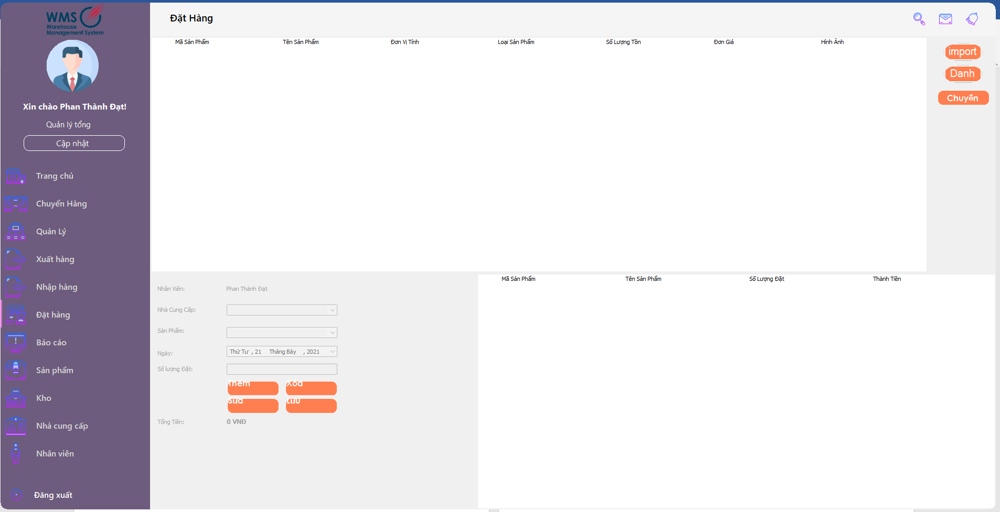 WMS
Warehouse
Management System
Xin chào Phan Thành Đạt!
Quản lý tổng
Cập nhật
Trang chủ
Chuyển Hàng
Quản Lý
Xuất hàng
Nhập hàng
Đặt hàng
Báo cáo
Sản phẩm
Kho
Nhà cung cấp
Nhân viên
Đăng xuất
Đặt Hàng
Mã Sản Phẩm Tên Sản Phẩm Đơn Vị Tính Loại Sản Phẩm Số Lượng Tồn Đơn Giá Hình Ảnh
import
Danh
Chuyển
Nhân Viên: Phan Thành Đạt
Nhà Cung Cấp:
Sản Phẩm:
Ngày: Thứ Tư , 21 Tháng Bảy , 2021
Số lượng Đặt:
Thêm Xóa
Sửa Lưu
Tổng Tiền: 0 VNĐ
Mã Sản Phẩm Tên Sản Phẩm Số Lượng Đặt Thành Tiền